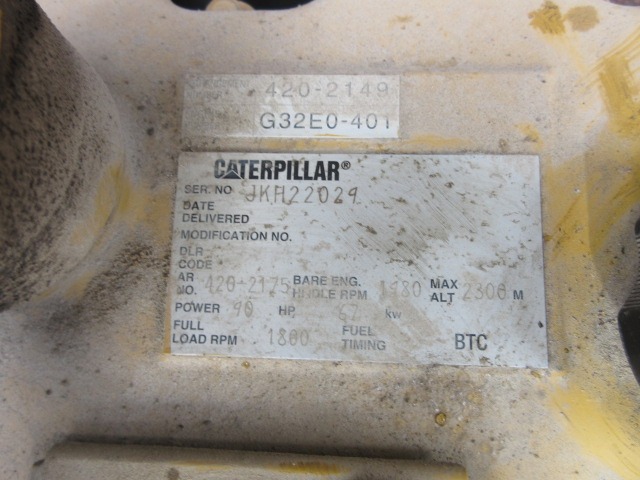 420-2149
G32E0-401
CATERPILLAR®
SER. NO JKH22029
DATE
DELIVERED
MODIFICATION NO.
DLR
CODE
AR
NO. 420-2175 BARE ENG. HI IDLE RPM 1980 MAX ALT 2300 M
POWER 90 HP 67 kw
FULL
LOAD RPM 1800 FUEL TIMING BTC